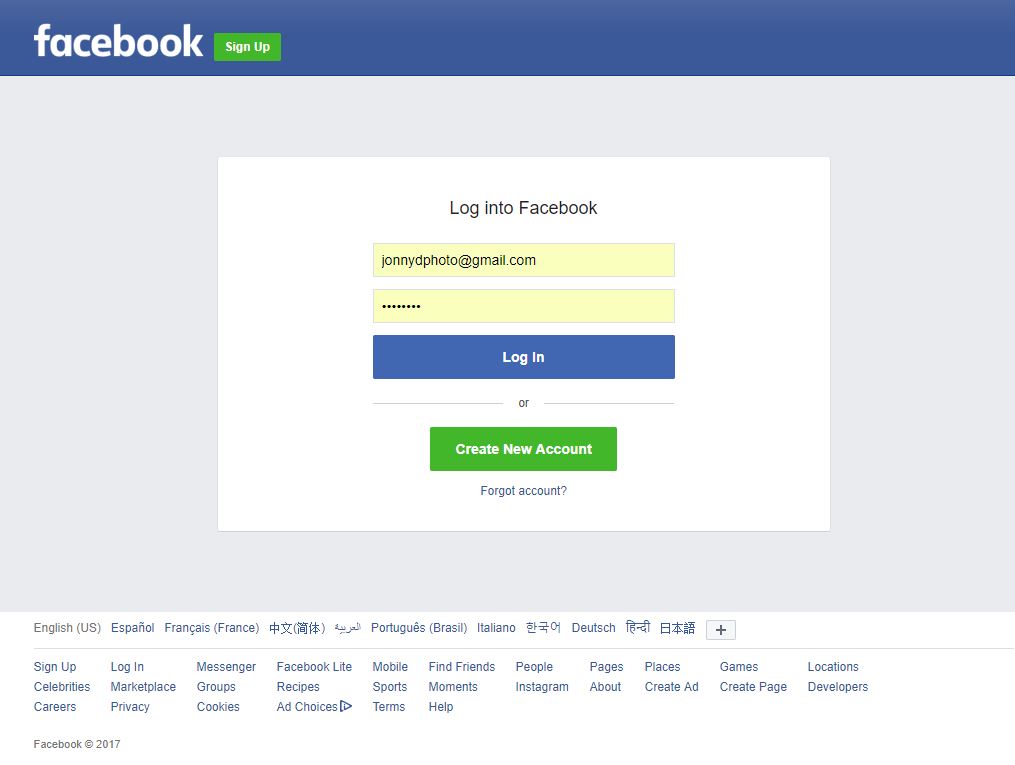 facebook Sign Up
Log into Facebook
jonnydphoto@gmail.com
••••••••
Log In
or
Create New Account
Forgot account?
English (US) Español Français (France) 中文(简体) العربية Português (Brasil) Italiano 한국어 Deutsch हिन्दी 日本語 +
Sign Up Log In Messenger Facebook Lite Mobile Find Friends People Pages Places Games Locations
Celebrities Marketplace Groups Recipes Sports Moments Instagram About Create Ad Create Page Developers
Careers Privacy Cookies Ad Choices Terms Help
Facebook © 2017